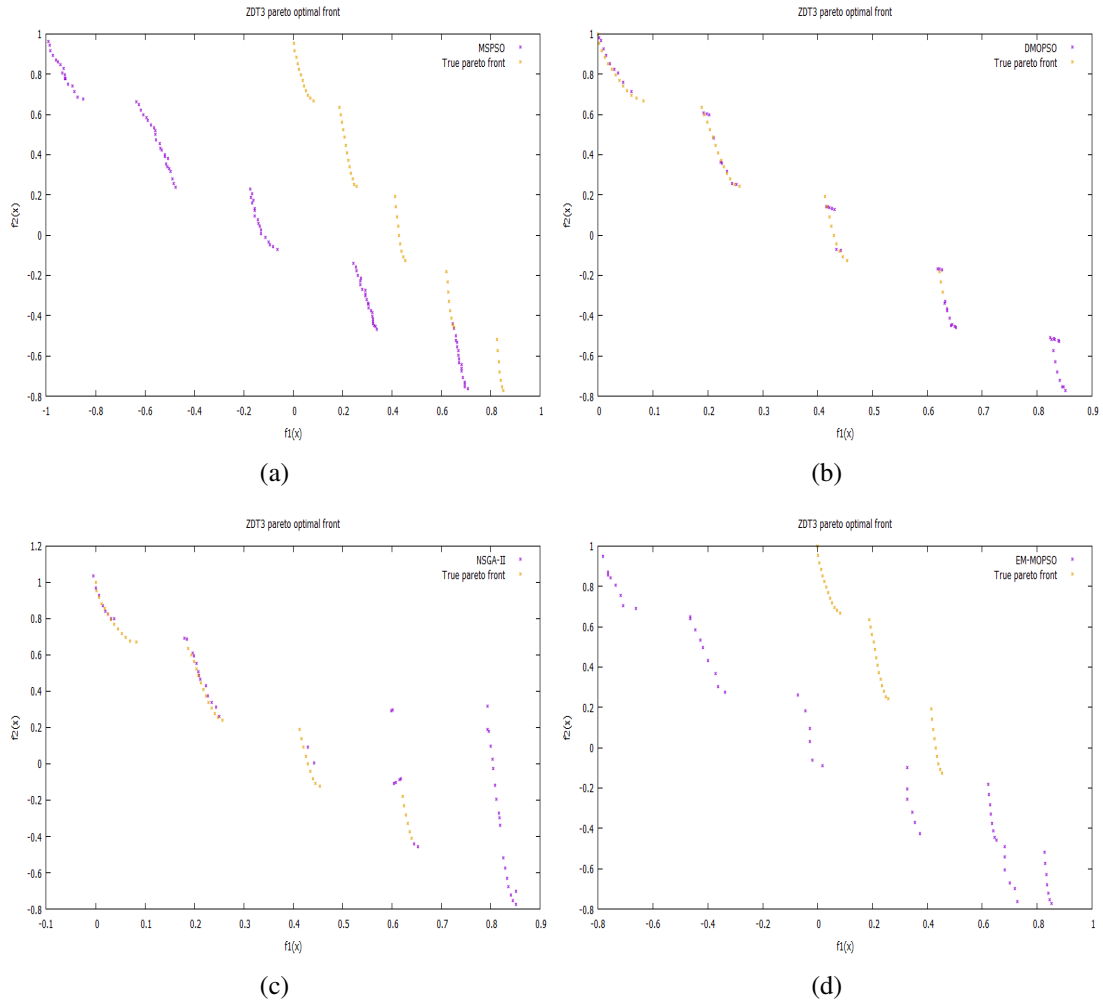 ZDT3 pareto optimal front
MSPSO
True pareto front
1
0.8
0.6
0.4
0.2
0
-0.2
-0.4
-0.6
-0.8
f2(x)
-1 -0.8 -0.6 -0.4 -0.2 0 0.2 0.4 0.6 0.8 1
f1(x)
(a)
ZDT3 pareto optimal front
DMOPSO
True pareto front
1
0.8
0.6
0.4
0.2
0
-0.2
-0.4
-0.6
-0.8
f2(x)
0 0.1 0.2 0.3 0.4 0.5 0.6 0.7 0.8 0.9
f1(x)
(b)
ZDT3 pareto optimal front
NSGA-II
True pareto front
1.2
1
0.8
0.6
0.4
0.2
0
-0.2
-0.4
-0.6
-0.8
f2(x)
-0.1 0 0.1 0.2 0.3 0.4 0.5 0.6 0.7 0.8 0.9
f1(x)
(c)
ZDT3 pareto optimal front
EM-MOPSO
True pareto front
1
0.8
0.6
0.4
0.2
0
-0.2
-0.4
-0.6
-0.8
f2(x)
-0.8 -0.6 -0.4 -0.2 0 0.2 0.4 0.6 0.8 1
f1(x)
(d)